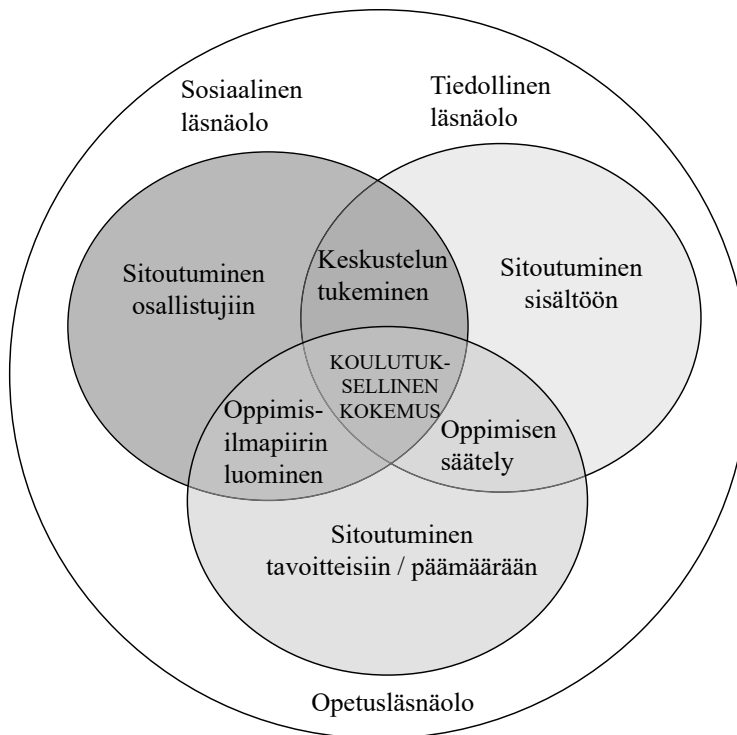 Sosiaalinen
läsnäolo
Tiedollinen
läsnäolo
Sitoutuminen
osallistujiin
Keskustelun
tukeminen
Sitoutuminen
sisältöön
KOULUTUK-
SELLINEN
KOKEMUS
Oppimis-
ilmapiirin
luominen
Oppimisen
säätely
Sitoutuminen
tavoitteisiin / päämäärään
Opetusläsnäolo